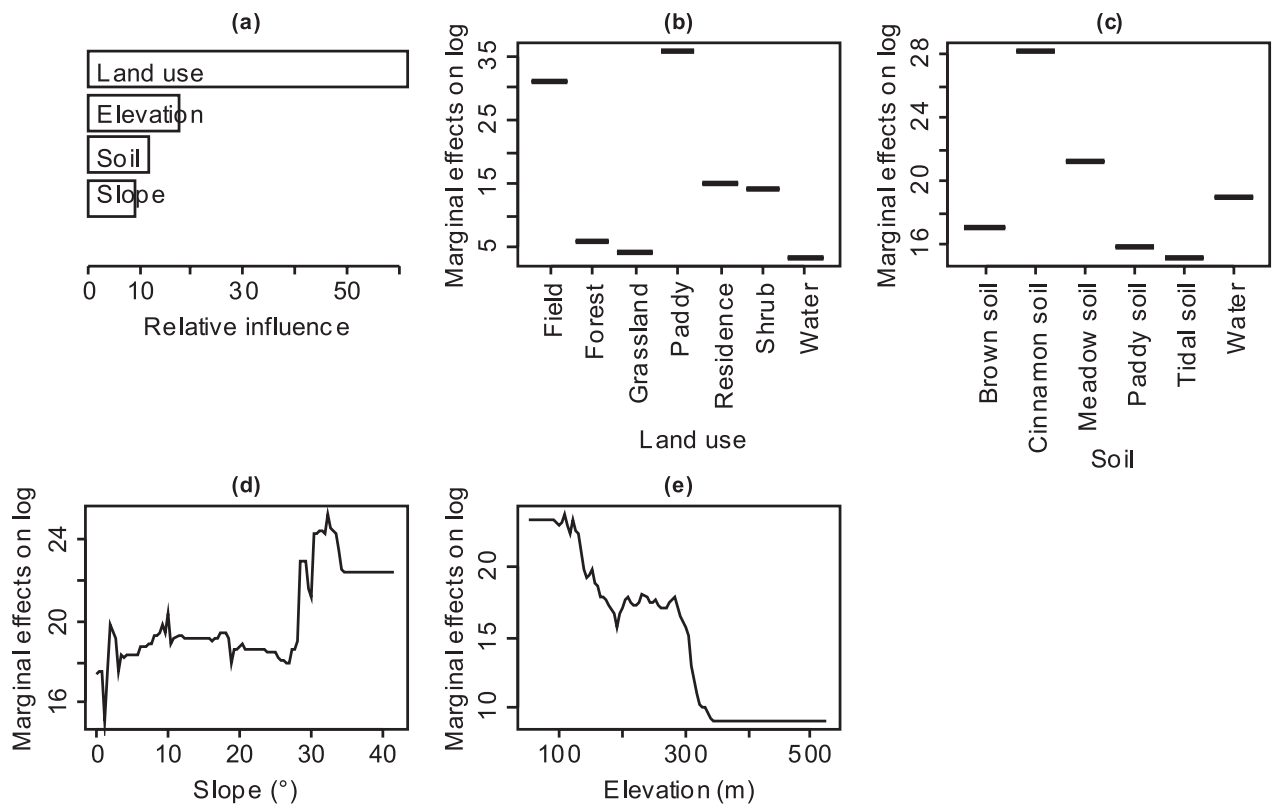 (a)
Land use
Elevation
Soil
Slope
0 10 30 50
Relative influence
(b)
Marginal effects on log
35
25
15
5
Field
Forest
Grassland
Paddy
Residence
Shrub
Water
Land use
(c)
Marginal effects on log
28
24
20
16
Brown soil
Cinnamon soil
Meadow soil
Paddy soil
Tidal soil
Water
Soil
(d)
Marginal effects on log
24
20
16
0 10 20 30 40
Slope (°)
(e)
Marginal effects on log
20
15
10
100 300 500
Elevation (m)